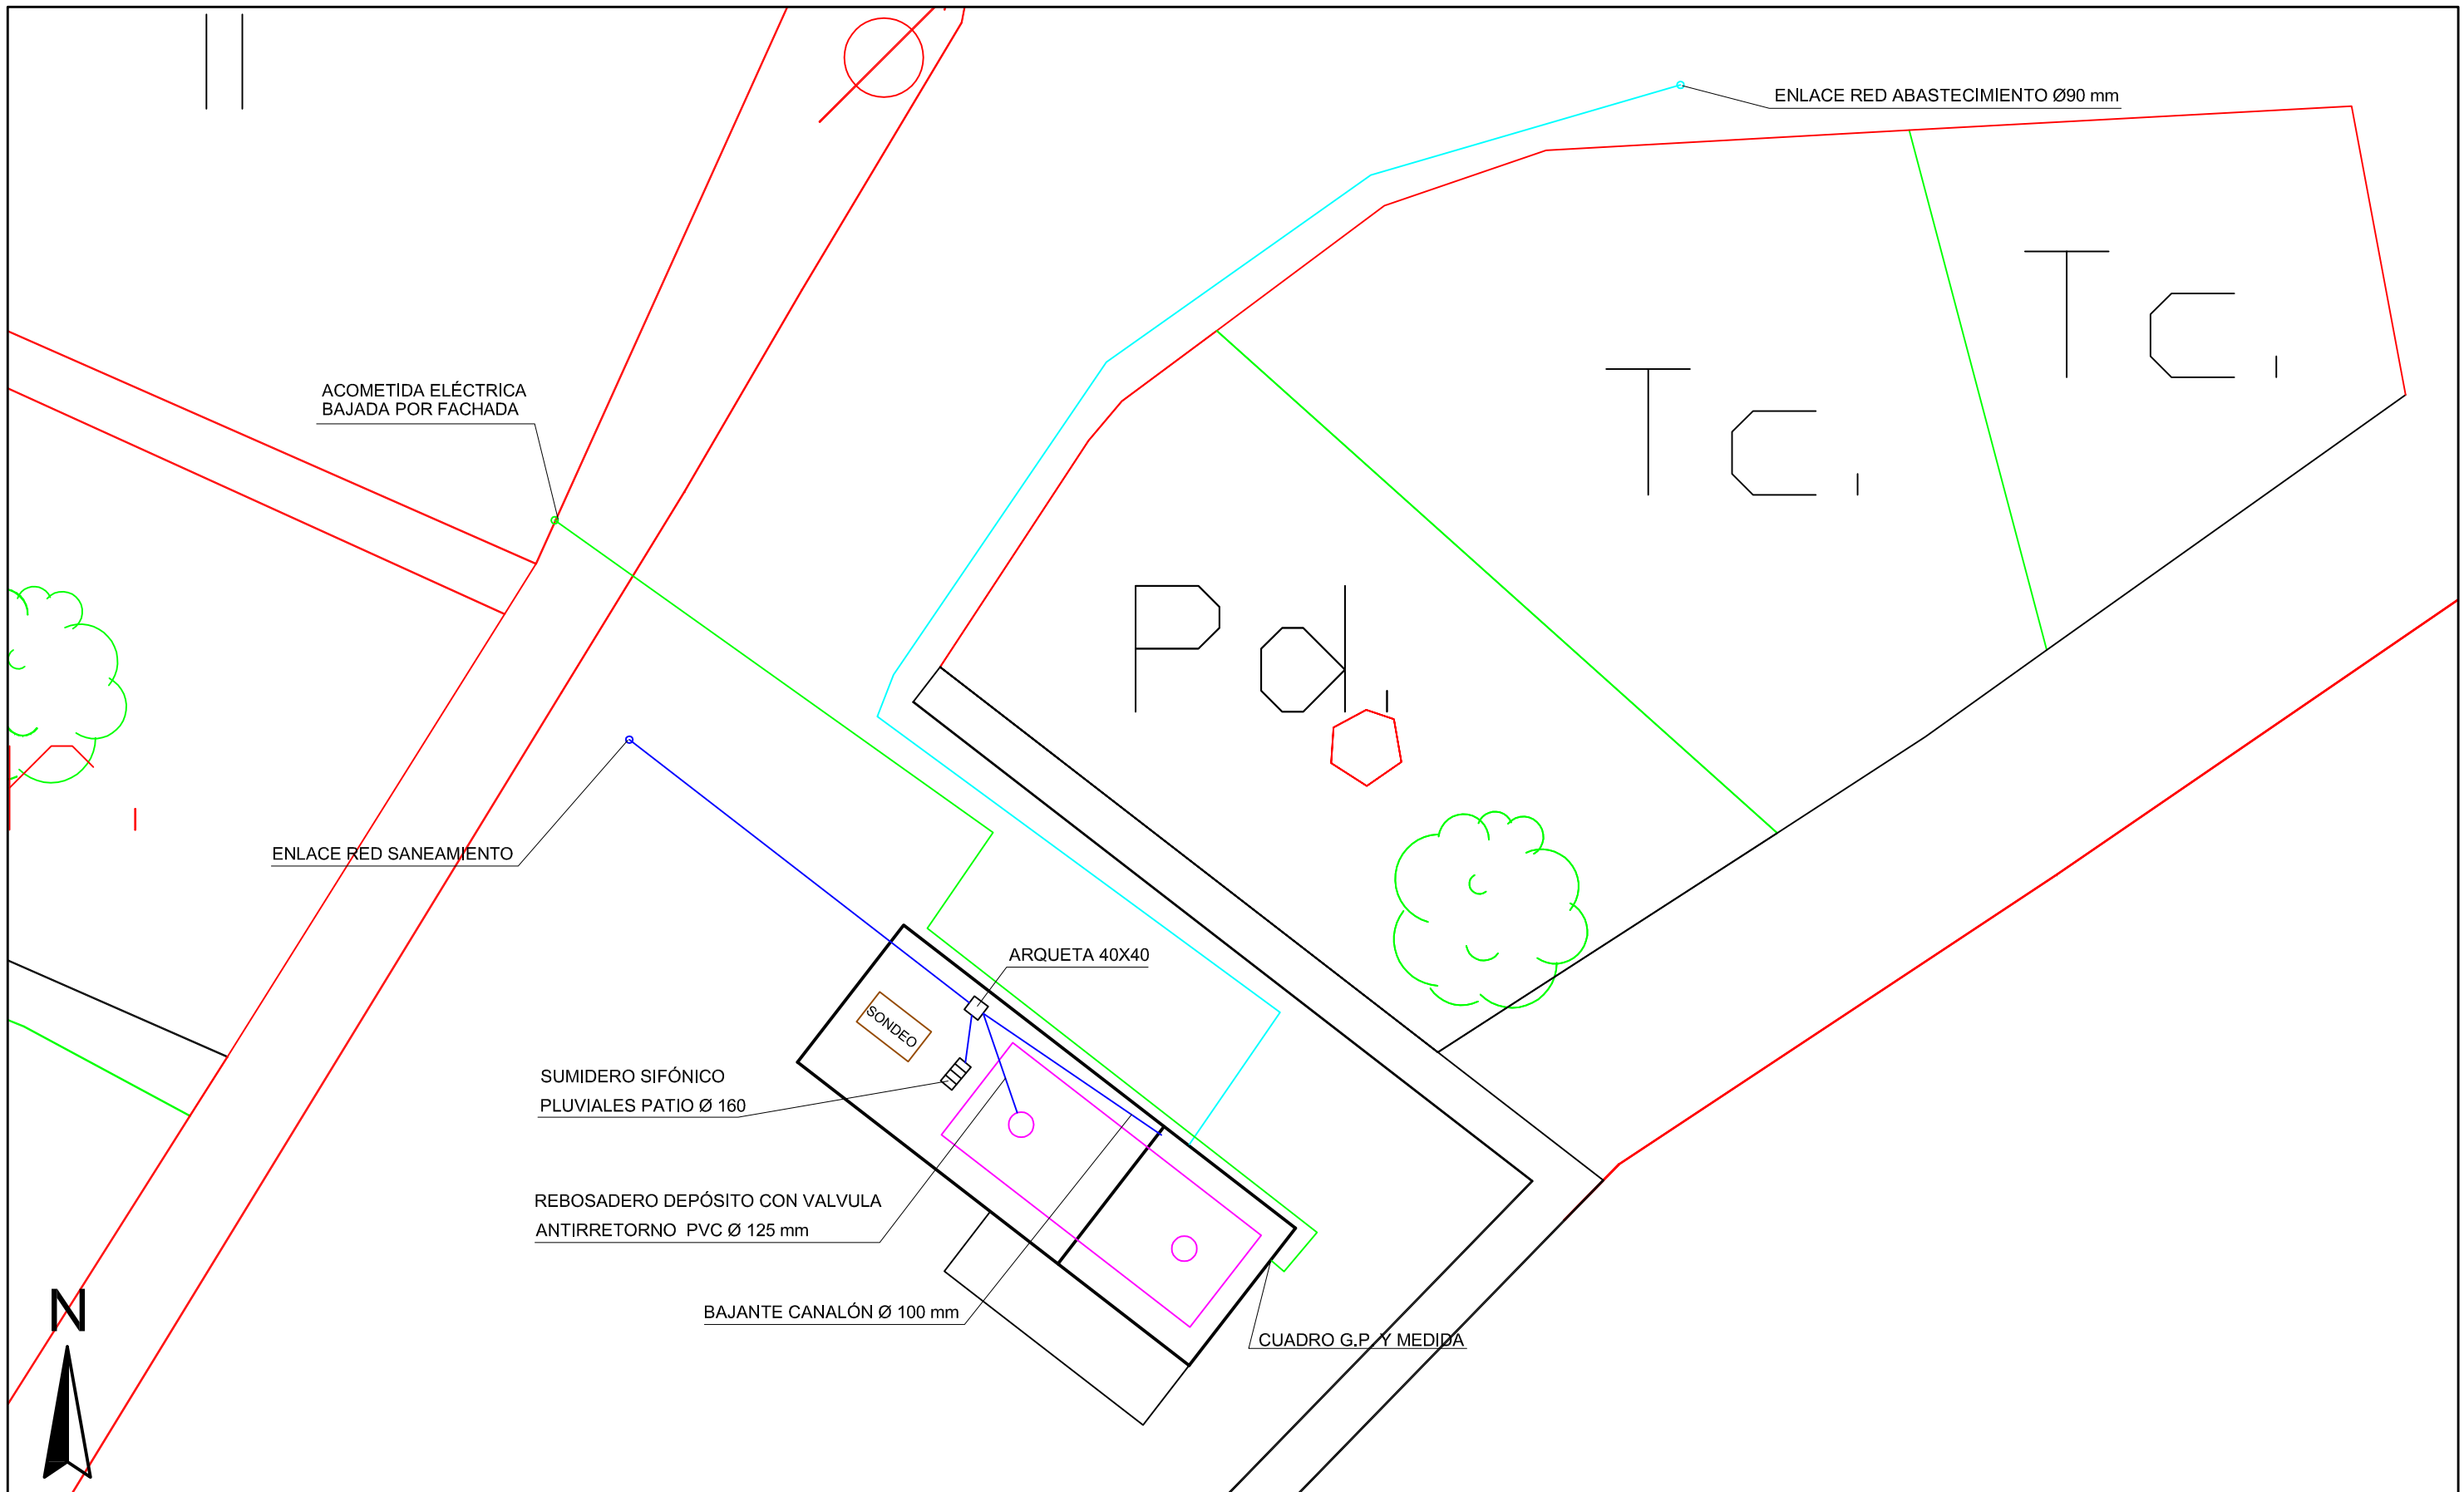 ENLACE RED ABASTECIMIENTO Ø90 mm
Tc.
Tc.
ACOMETIDA ELÉCTRICA
BAJADA POR FACHADA
Pd.
ENLACE RED SANEAMIENTO
ARQUETA 40X40
SONDEO
SUMIDERO SIFÓNICO
PLUVIALES PATIO Ø 160
REBOSADERO DEPÓSITO CON VALVULA
ANTIRRETORNO PVC Ø 125 mm
BAJANTE CANALÓN Ø 100 mm
CUADRO G.P. Y MEDIDA
N